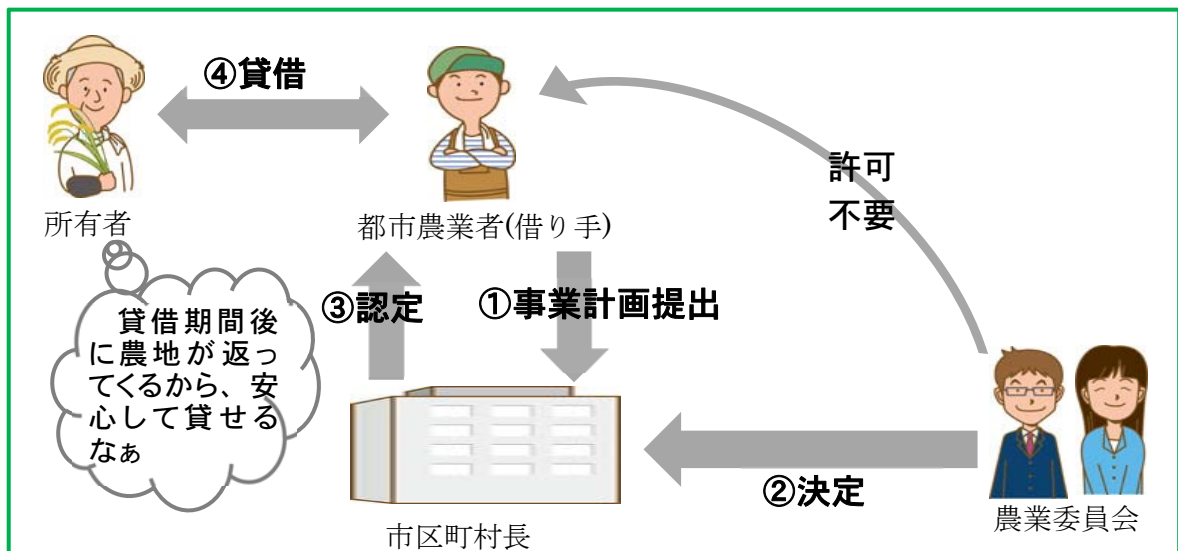 ④貸借
許可
不要
所有者
都市農業者(借り手)
③認定
①事業計画提出
貸借期間後
に農地が返っ
てくるから、安
心して貸せる
なぁ
②決定
市区町村長
農業委員会